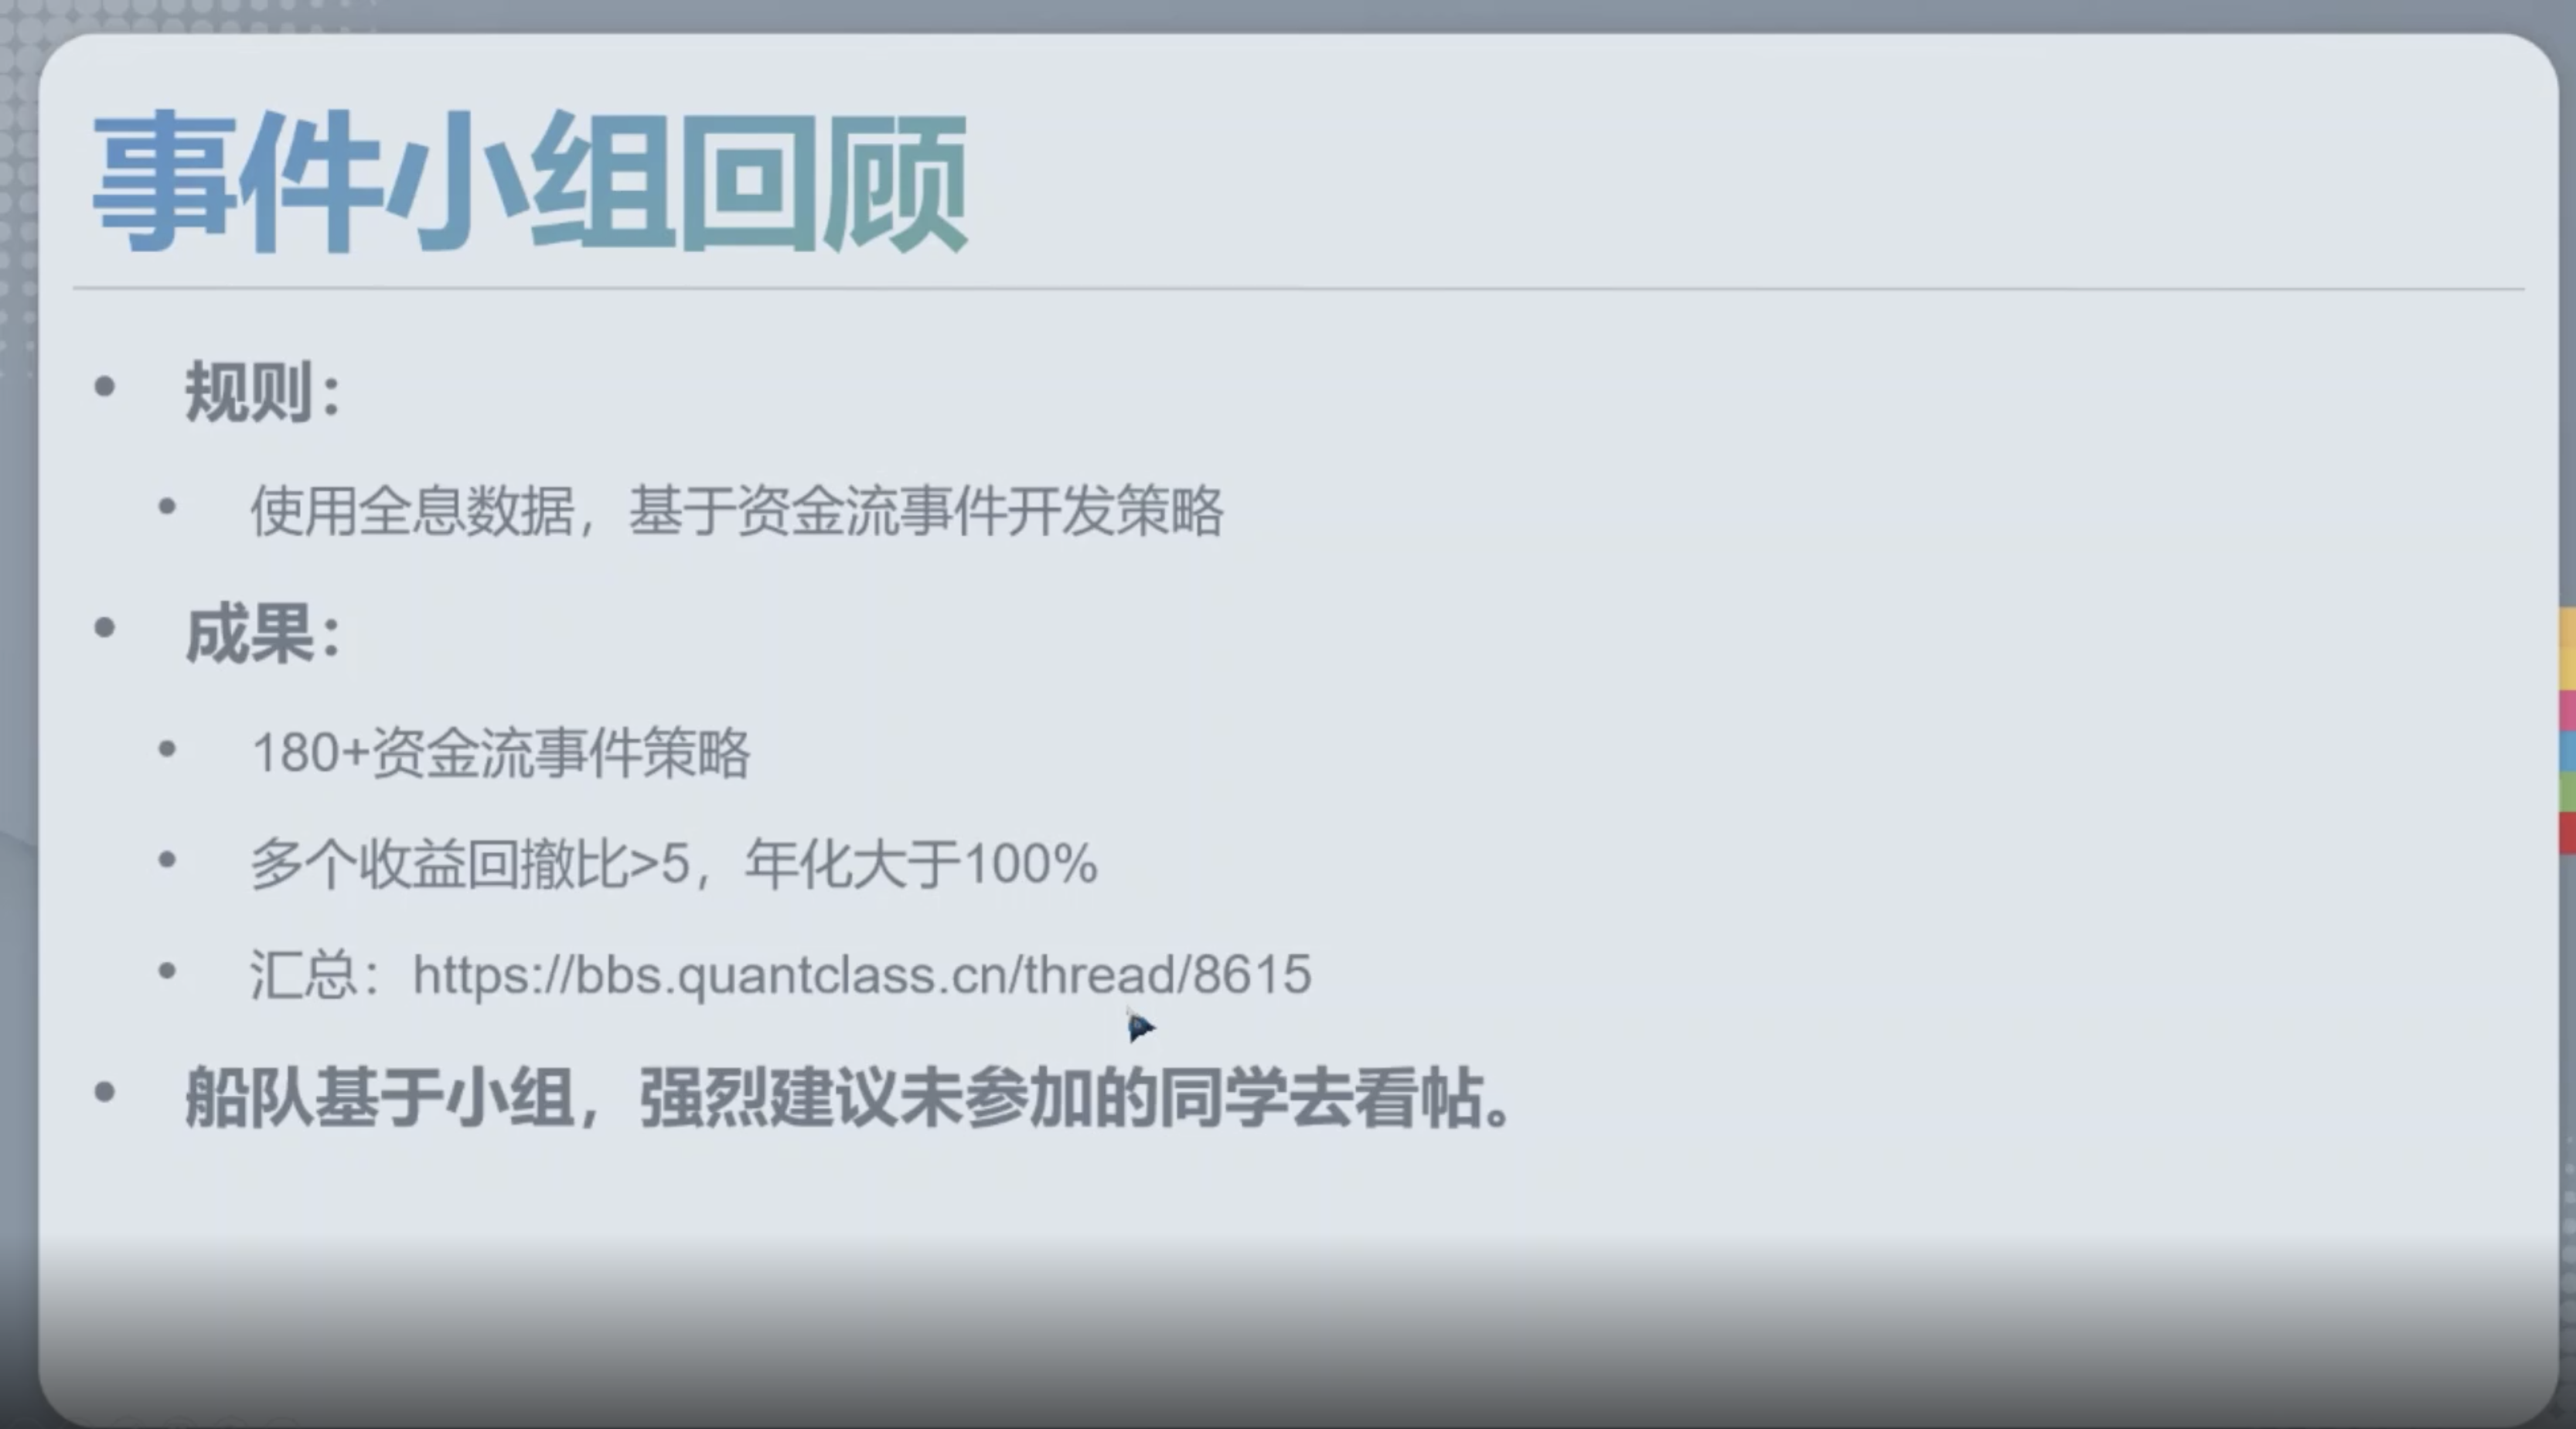 事件小组回顾
规则：
使用全息数据，基于资金流事件开发策略
成果：
180+资金流事件策略
多个收益回撤比>5，年化大于100%
汇总：https://bbs.quantclass.cn/thread/8615
船队基于小组，强烈建议未参加的同学去看帖。